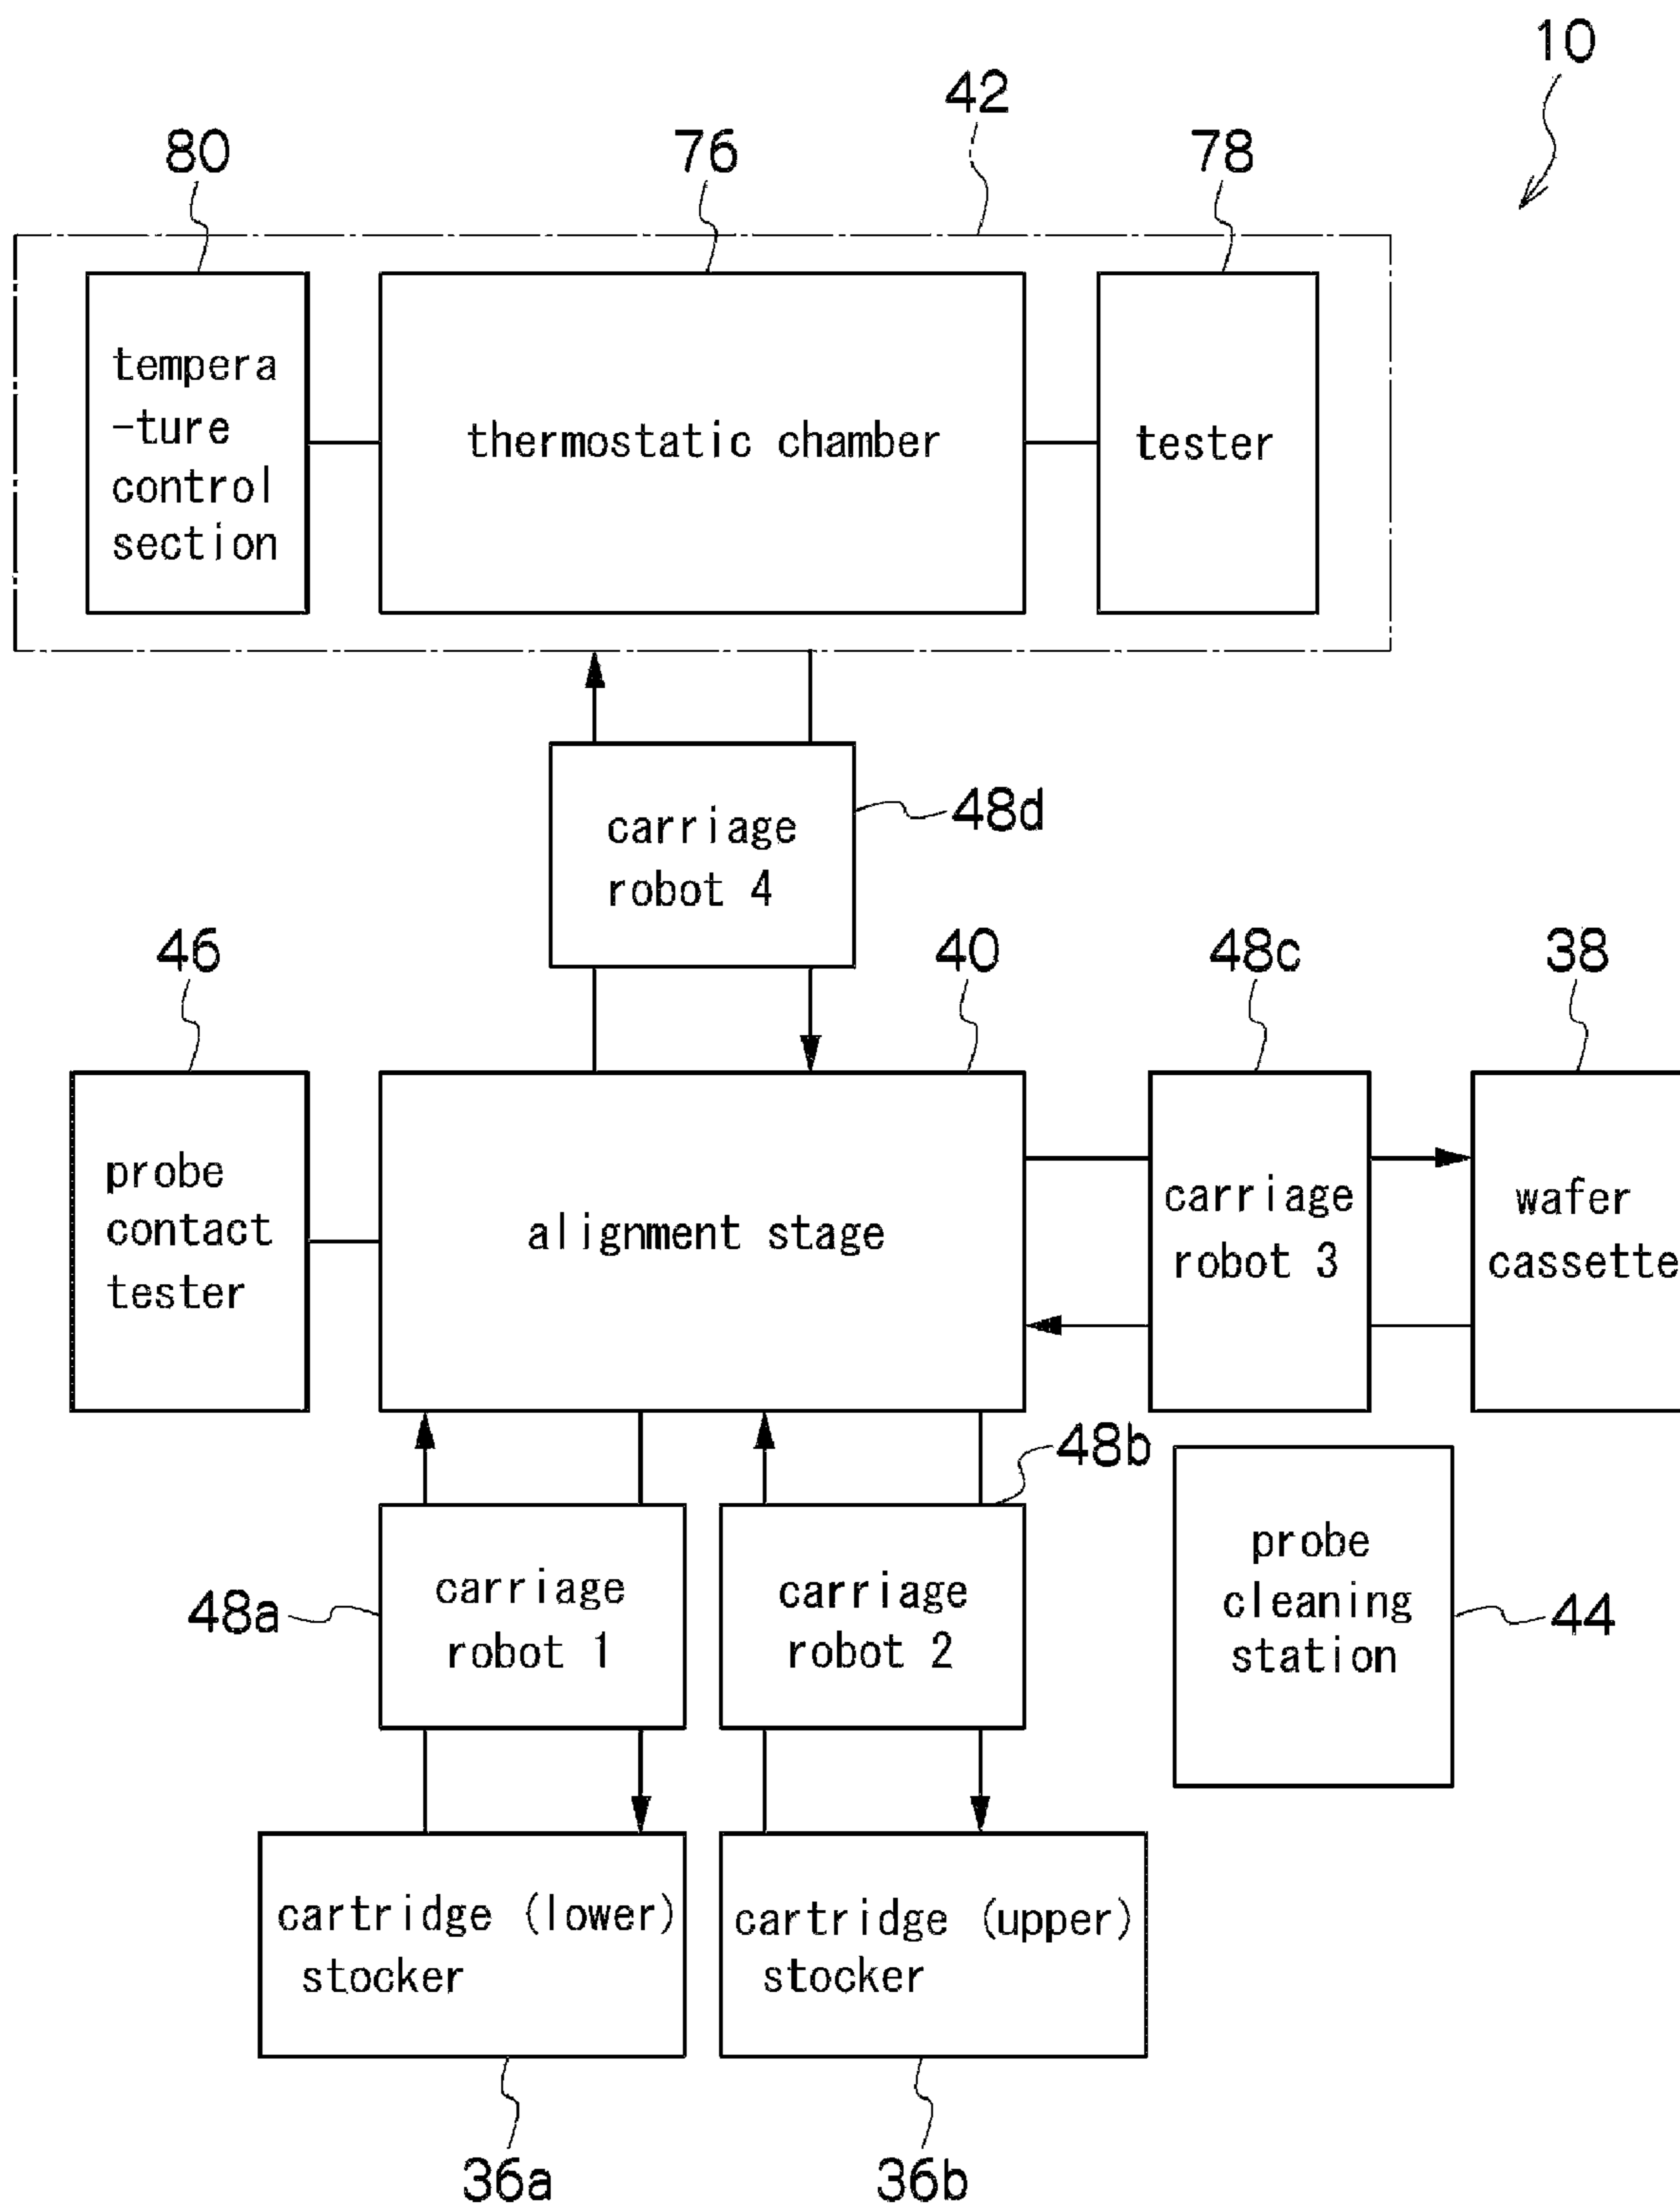 10
42
80
76
78
tempera
-ture
control
section
thermostatic chamber
tester
carriage
robot 4
48d
46
40
48c
38
probe
contact
tester
alignment stage
carriage
robot 3
wafer
cassette
48b
48a
carriage
robot 1
carriage
robot 2
probe
cleaning
station
44
cartridge (lower)
stocker
cartridge (upper)
stocker
36a
36b